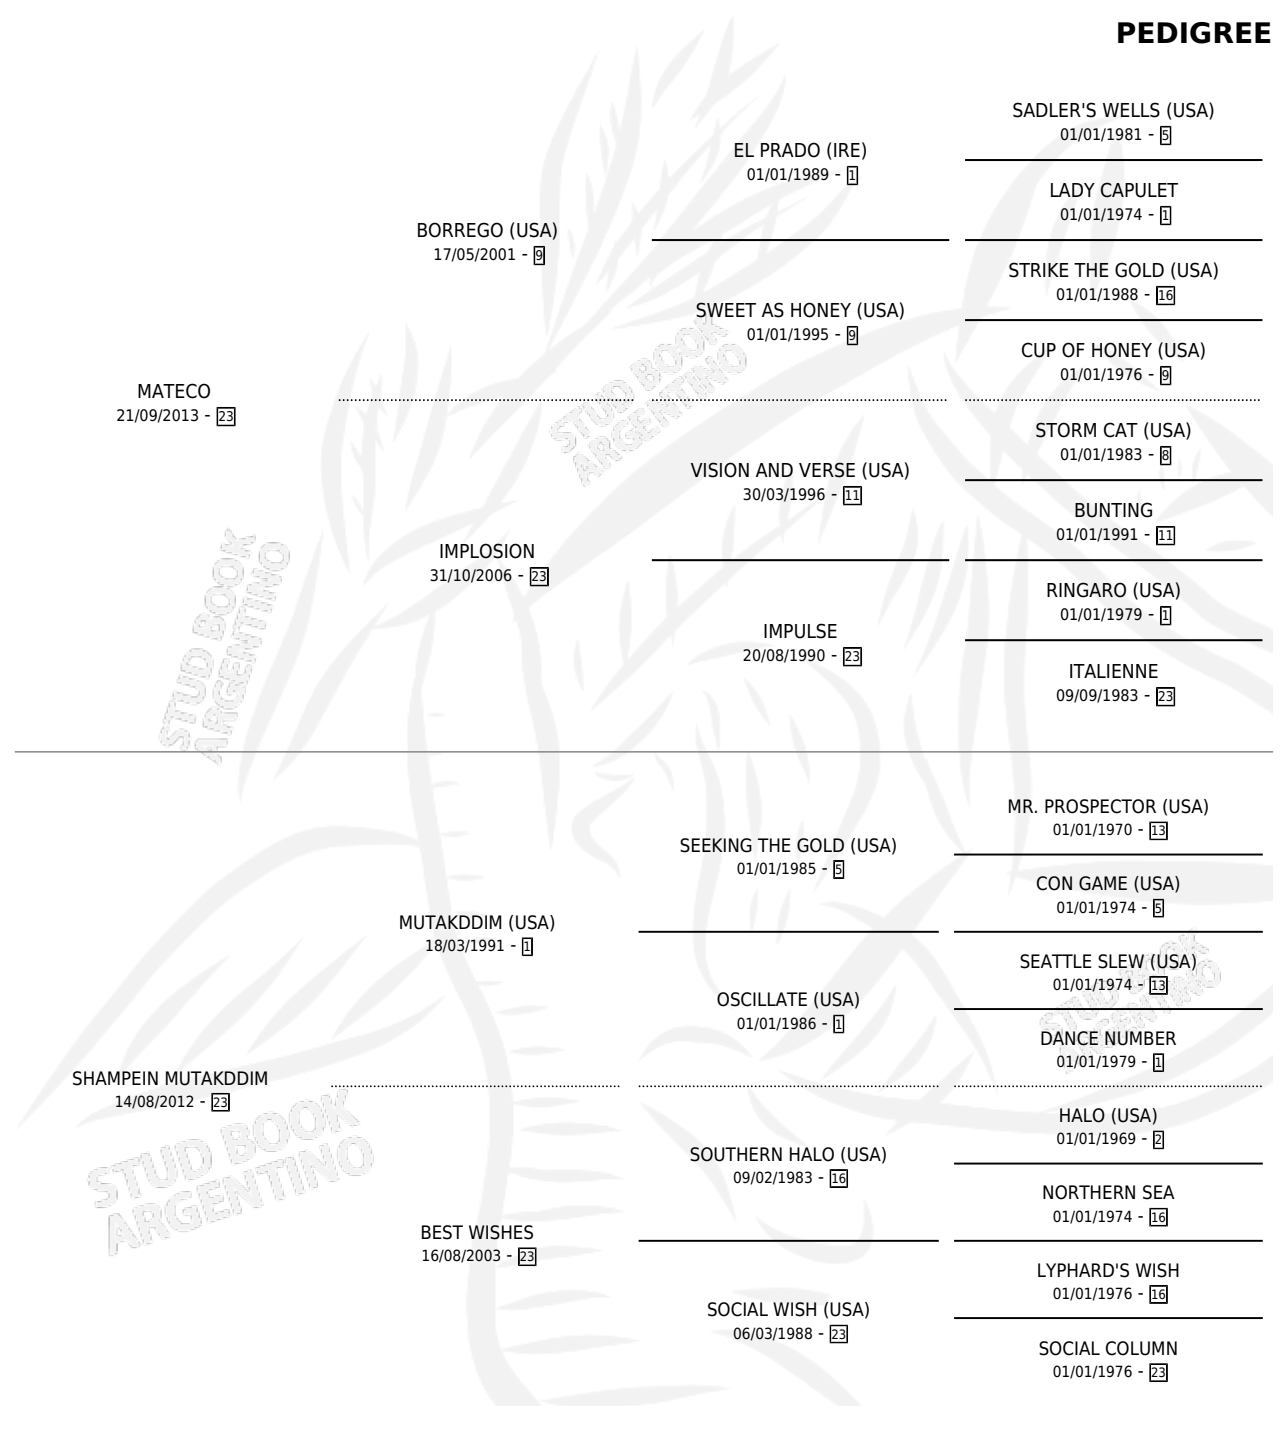 PEDIGREE
SADLER'S WELLS (USA)
01/01/1981 - 5
EL PRADO (IRE)
01/01/1989 - 1
LADY CAPULET
01/01/1974 - 1
BORREGO (USA)
17/05/2001 - 9
STRIKE THE GOLD (USA)
01/01/1988 - 16
SWEET AS HONEY (USA)
01/01/1995 - 9
CUP OF HONEY (USA)
01/01/1976 - 9
MATECO
21/09/2013 - 23
STORM CAT (USA)
01/01/1983 - 8
VISION AND VERSE (USA)
30/03/1996 - 11
BUNTING
01/01/1991 - 11
IMPLOSION
31/10/2006 - 23
RINGARO (USA)
01/01/1979 - 1
IMPULSE
20/08/1990 - 23
ITALIENNE
09/09/1983 - 23
MR. PROSPECTOR (USA)
01/01/1970 - 13
SEEKING THE GOLD (USA)
01/01/1985 - 5
CON GAME (USA)
01/01/1974 - 5
MUTAKDDIM (USA)
18/03/1991 - 1
SEATTLE SLEW (USA)
01/01/1974 - 13
OSCILLATE (USA)
01/01/1986 - 1
DANCE NUMBER
01/01/1979 - 1
SHAMPEIN MUTAKDDIM
14/08/2012 - 23
HALO (USA)
01/01/1969 - 2
SOUTHERN HALO (USA)
09/02/1983 - 16
NORTHERN SEA
01/01/1974 - 16
BEST WISHES
16/08/2003 - 23
LYPHARD'S WISH
01/01/1976 - 16
SOCIAL WISH (USA)
06/03/1988 - 23
SOCIAL COLUMN
01/01/1976 - 23
STUD BOOK
ARGENTINO
STUD BOOK
ARGENTINO
STUD BOOK
ARGENTINO
STUD BOOK
ARGENTINO